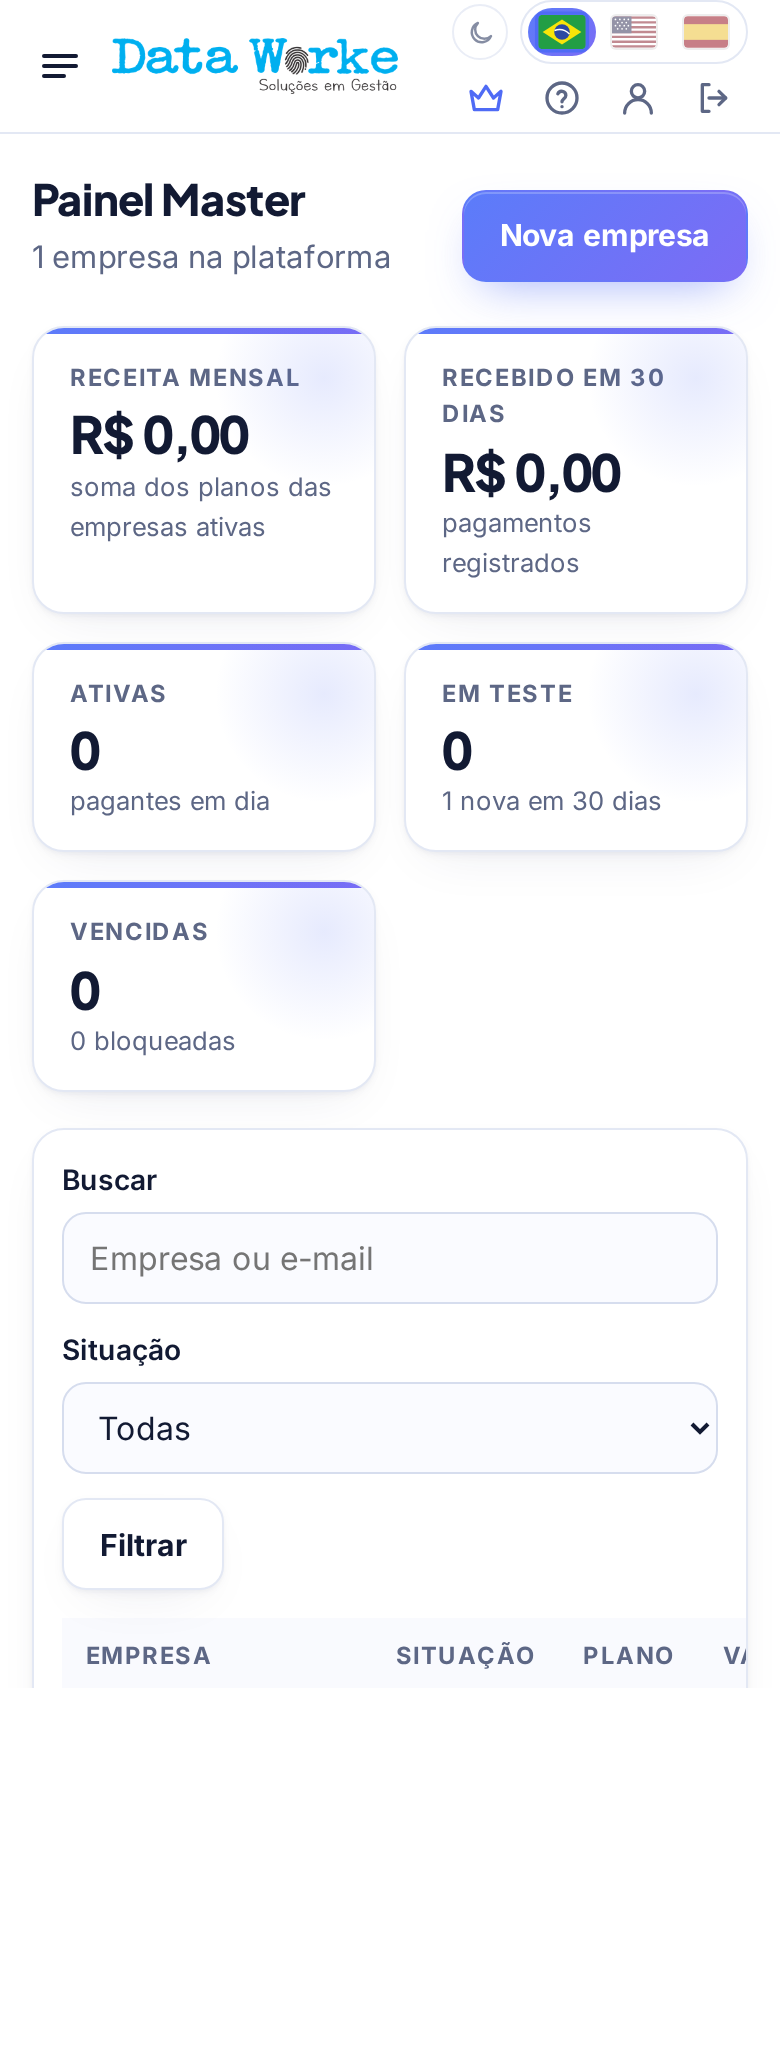 Data Worke
Soluções em Gestão
Painel Master
1 empresa na plataforma
Nova empresa
RECEITA MENSAL
R$ 0,00
soma dos planos das
empresas ativas
RECEBIDO EM 30
DIAS
R$ 0,00
pagamentos
registrados
ATIVAS
0
pagantes em dia
EM TESTE
0
1 nova em 30 dias
VENCIDAS
0
0 bloqueadas
Buscar
Empresa ou e-mail
Situação
Todas
Filtrar
EMPRESA SITUAÇÃO PLANO